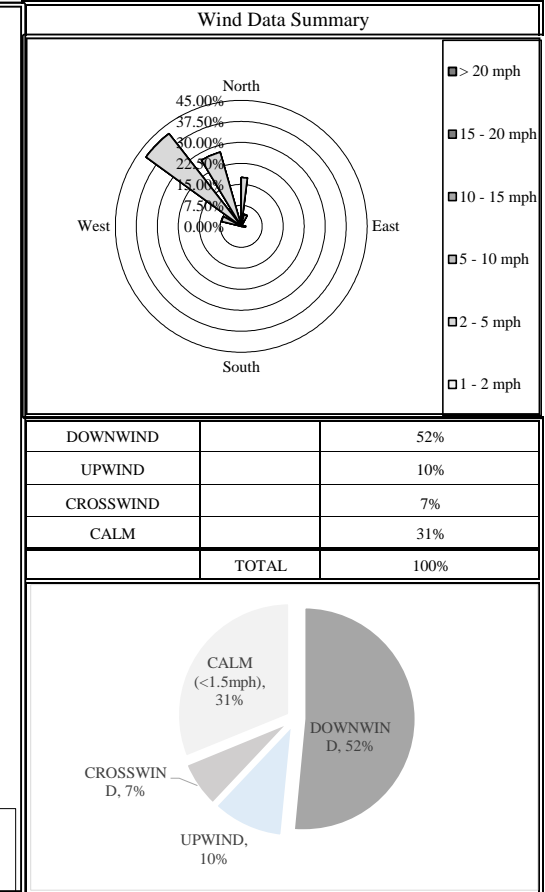 Wind Data Summary
North
45.00%
37.50%
30.00%
22.50%
15.00%
7.50%
0.00%
West
East
South
> 20 mph
15 - 20 mph
10 - 15 mph
5 - 10 mph
2 - 5 mph
1 - 2 mph
DOWNWIND 52%
UPWIND 10%
CROSSWIND 7%
CALM 31%
TOTAL 100%
CALM
(<1.5mph),
31%
DOWNWIN
D, 52%
CROSSWIN
D, 7%
UPWIND,
10%